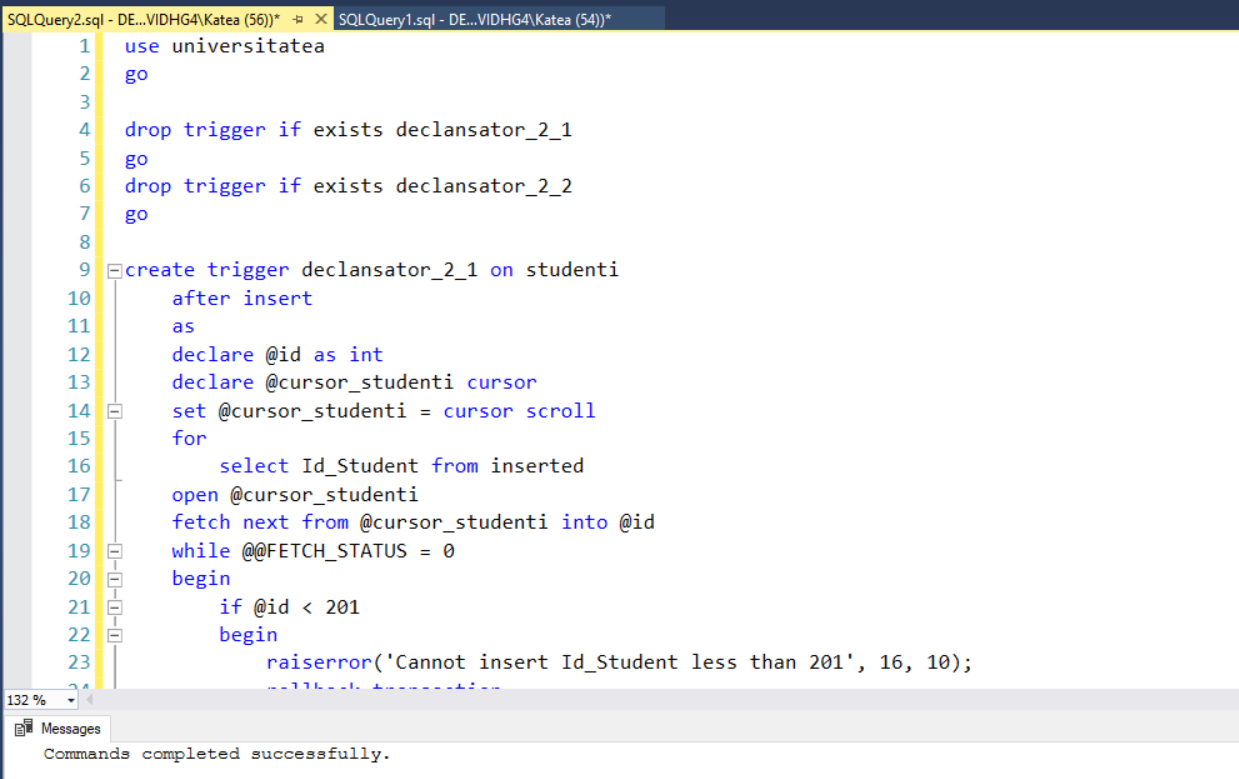 SQLQuery2.sql - DE...VIDHG4\Katea (56))* SQLQuery1.sql - DE...VIDHG4\Katea (54))*
1 use universitatea
2 go
3
4 drop trigger if exists declansator_2_1
5 go
6 drop trigger if exists declansator_2_2
7 go
8
9 create trigger declansator_2_1 on studenti
10 after insert
11 as
12 declare @id as int
13 declare @cursor_studenti cursor
14 set @cursor_studenti = cursor scroll
15 for
16 select Id_Student from inserted
17 open @cursor_studenti
18 fetch next from @cursor_studenti into @id
19 while @@FETCH_STATUS = 0
20 begin
21 if @id < 201
22 begin
23 raiserror('Cannot insert Id_Student less than 201', 16, 10);
24 rollback transaction
132 %
Messages
Commands completed successfully.